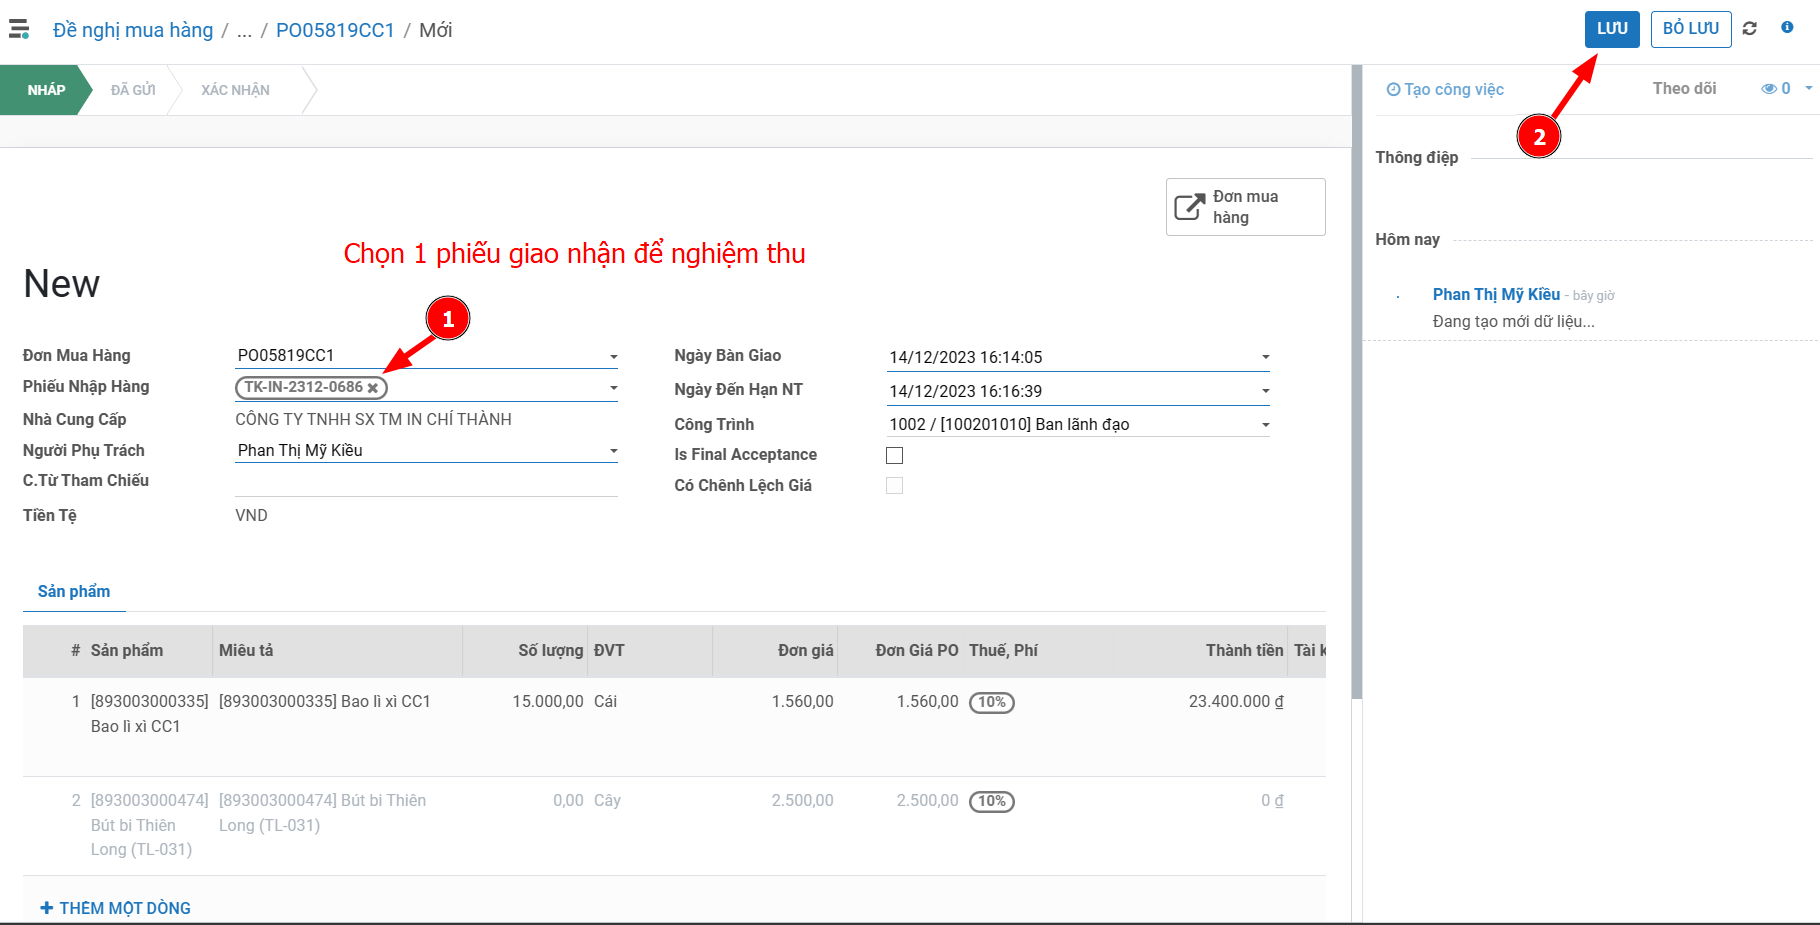 Đề nghị mua hàng / ... / PO05819CC1 / Mới
LƯU
BỎ LƯU
NHÁP
ĐÃ GỬI
XÁC NHẬN
Tạo công việc
Theo dõi
0
2
Thông điệp
Đơn mua
hàng
Hôm nay
Chọn 1 phiếu giao nhận để nghiệm thu
New
Phan Thị Mỹ Kiều - bây giờ
Đang tạo mới dữ liệu...
1
Đơn Mua Hàng PO05819CC1
Phiếu Nhập Hàng TK-IN-2312-0686
Nhà Cung Cấp CÔNG TY TNHH SX TM IN CHÍ THÀNH
Người Phụ Trách Phan Thị Mỹ Kiều
C.Từ Tham Chiếu
Tiền Tệ VND
Ngày Bàn Giao 14/12/2023 16:14:05
Ngày Đến Hạn NT 14/12/2023 16:16:39
Công Trình 1002 / [100201010] Ban lãnh đạo
Is Final Acceptance
Có Chênh Lệch Giá
Sản phẩm
# Sản phẩm Miêu tả Số lượng ĐVT Đơn giá Đơn Giá PO Thuế, Phí Thành tiền Tài k
1 [893003000335] [893003000335] Bao lì xì CC1 15.000,00 Cái 1.560,00 1.560,00 10% 23.400.000 ₫
Bao lì xì CC1
2 [893003000474] [893003000474] Bút bi Thiên 0,00 Cây 2.500,00 2.500,00 10% 0 ₫
Bút bi Thiên Long (TL-031)
Long (TL-031)
THÊM MỘT DÒNG